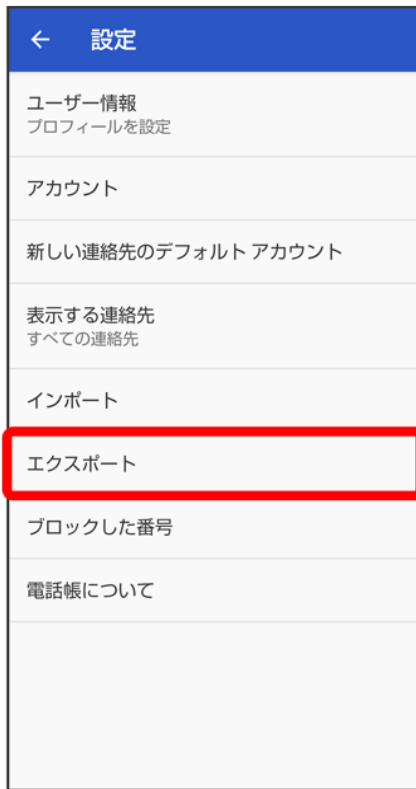 設定
ユーザー情報
プロフィールを設定
アカウント
新しい連絡先のデフォルト アカウント
表示する連絡先
すべての連絡先
インポート
エクスポート
ブロックした番号
電話帳について